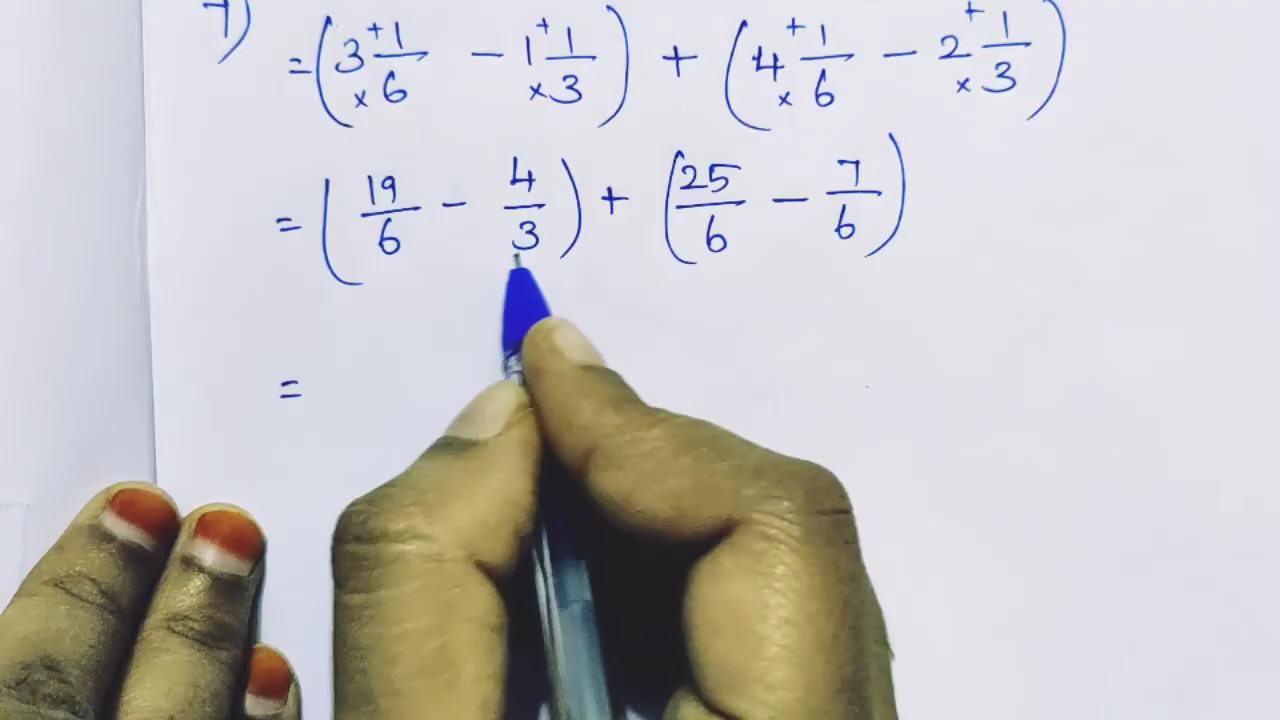 7)
= (3 + 1/6 × - 1 + 1/3 ×) + (4 + 1/6 × - 2 + 1/3 ×)
= (19/6 - 4/3) + (25/6 - 7/6)
=